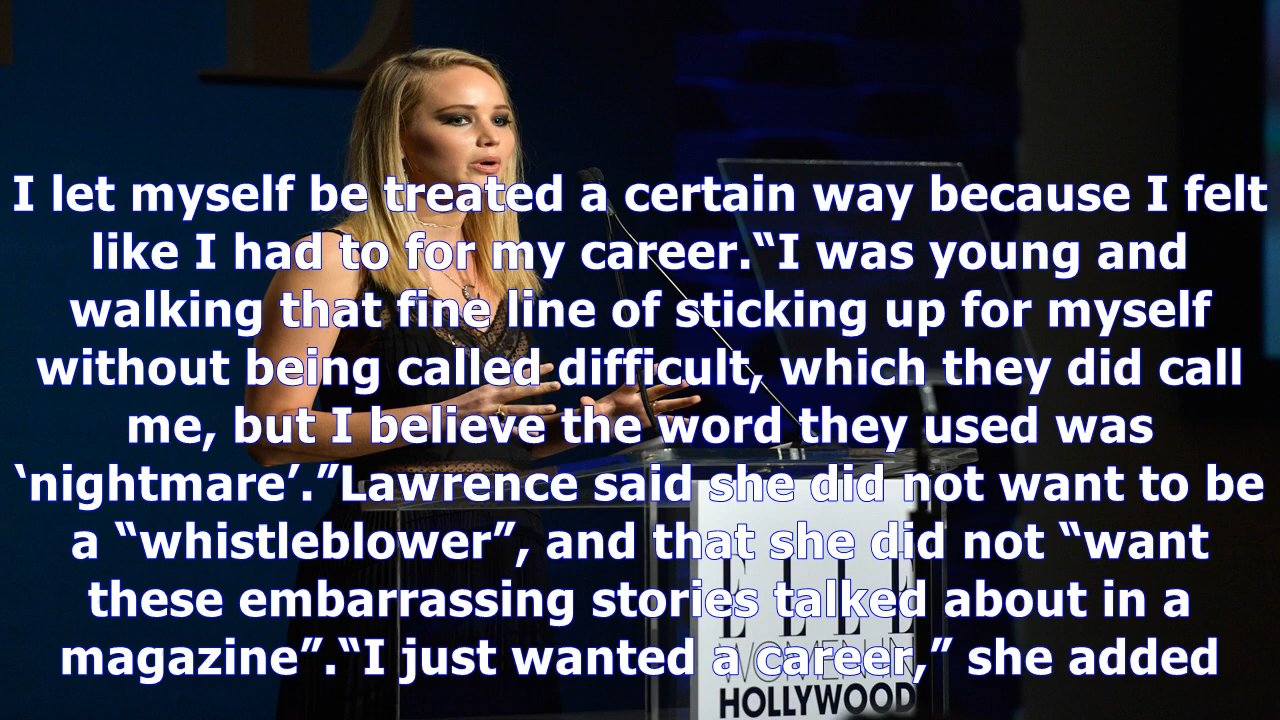 I let myself be treated a certain way because I felt
like I had to for my career.“I was young and
walking that fine line of sticking up for myself
without being called difficult, which they did call
me, but I believe the word they used was
‘nightmare’.”Lawrence said she did not want to be
a “whistleblower”, and that she did not “want
these embarrassing stories talked about in a
magazine”.“I just wanted a career,” she added
ELLE
WOMEN IN
HOLLYWOOD